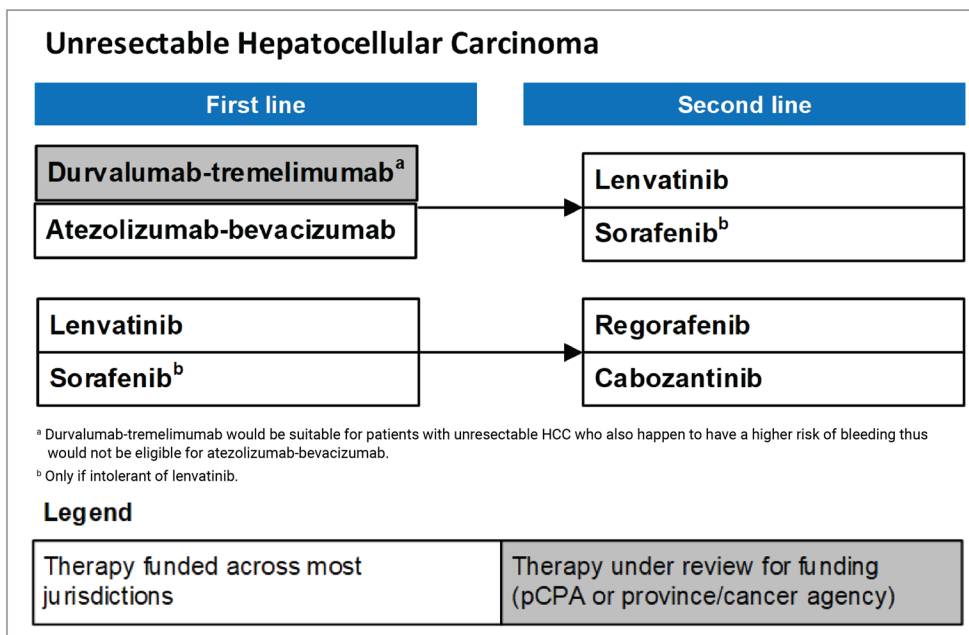 Unresectable Hepatocellular Carcinoma
First line
Second line
Durvalumab-tremelimumabᵃ
Atezolizumab-bevacizumab
Lenvatinib
Sorafenibᵇ
Lenvatinib
Sorafenibᵇ
Regorafenib
Cabozantinib
ᵃ Durvalumab-tremelimumab would be suitable for patients with unresectable HCC who also happen to have a higher risk of bleeding thus
would not be eligible for atezolizumab-bevacizumab.
ᵇ Only if intolerant of lenvatinib.
Legend
Therapy funded across most
jurisdictions
Therapy under review for funding
(pCPA or province/cancer agency)